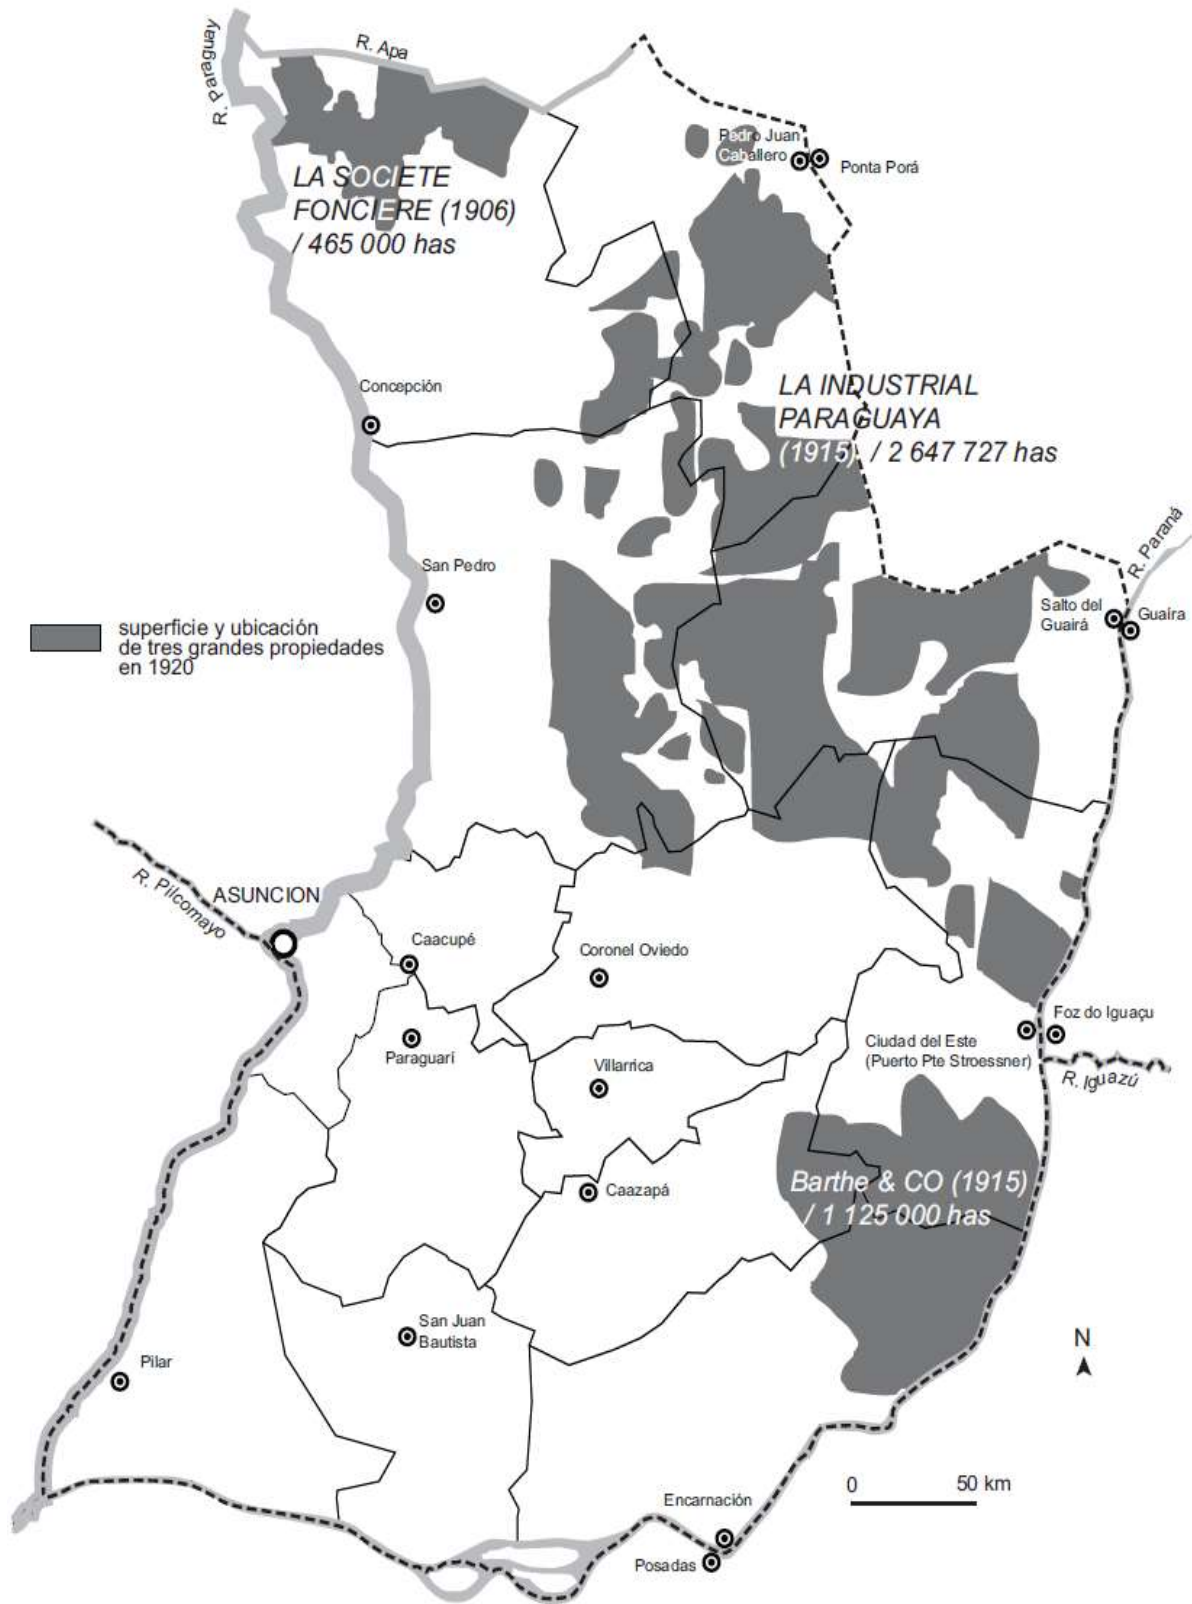 R. Paraguay
R. Apa
Pedro Juan
Caballero
Ponta Porá
LA SOCIETE
FONCIERE (1906)
/ 465 000 has
Concepción
LA INDUSTRIAL
PARAGUAYA
(1915) / 2 647 727 has
R. Paraná
San Pedro
Salto del
Guairá
Guaíra
superficie y ubicación
de tres grandes propiedades
en 1920
R. Pilcomayo
ASUNCION
Caacupé
Coronel Oviedo
Foz do Iguaçu
Ciudad del Este
(Puerto Pte Stroessner)
Paraguarí
Villarrica
R. Iguazú
Barthe & CO (1915)
/ 1 125 000 has
Caazapá
San Juan
Bautista
N
Pilar
0 50 km
Encarnación
Posadas